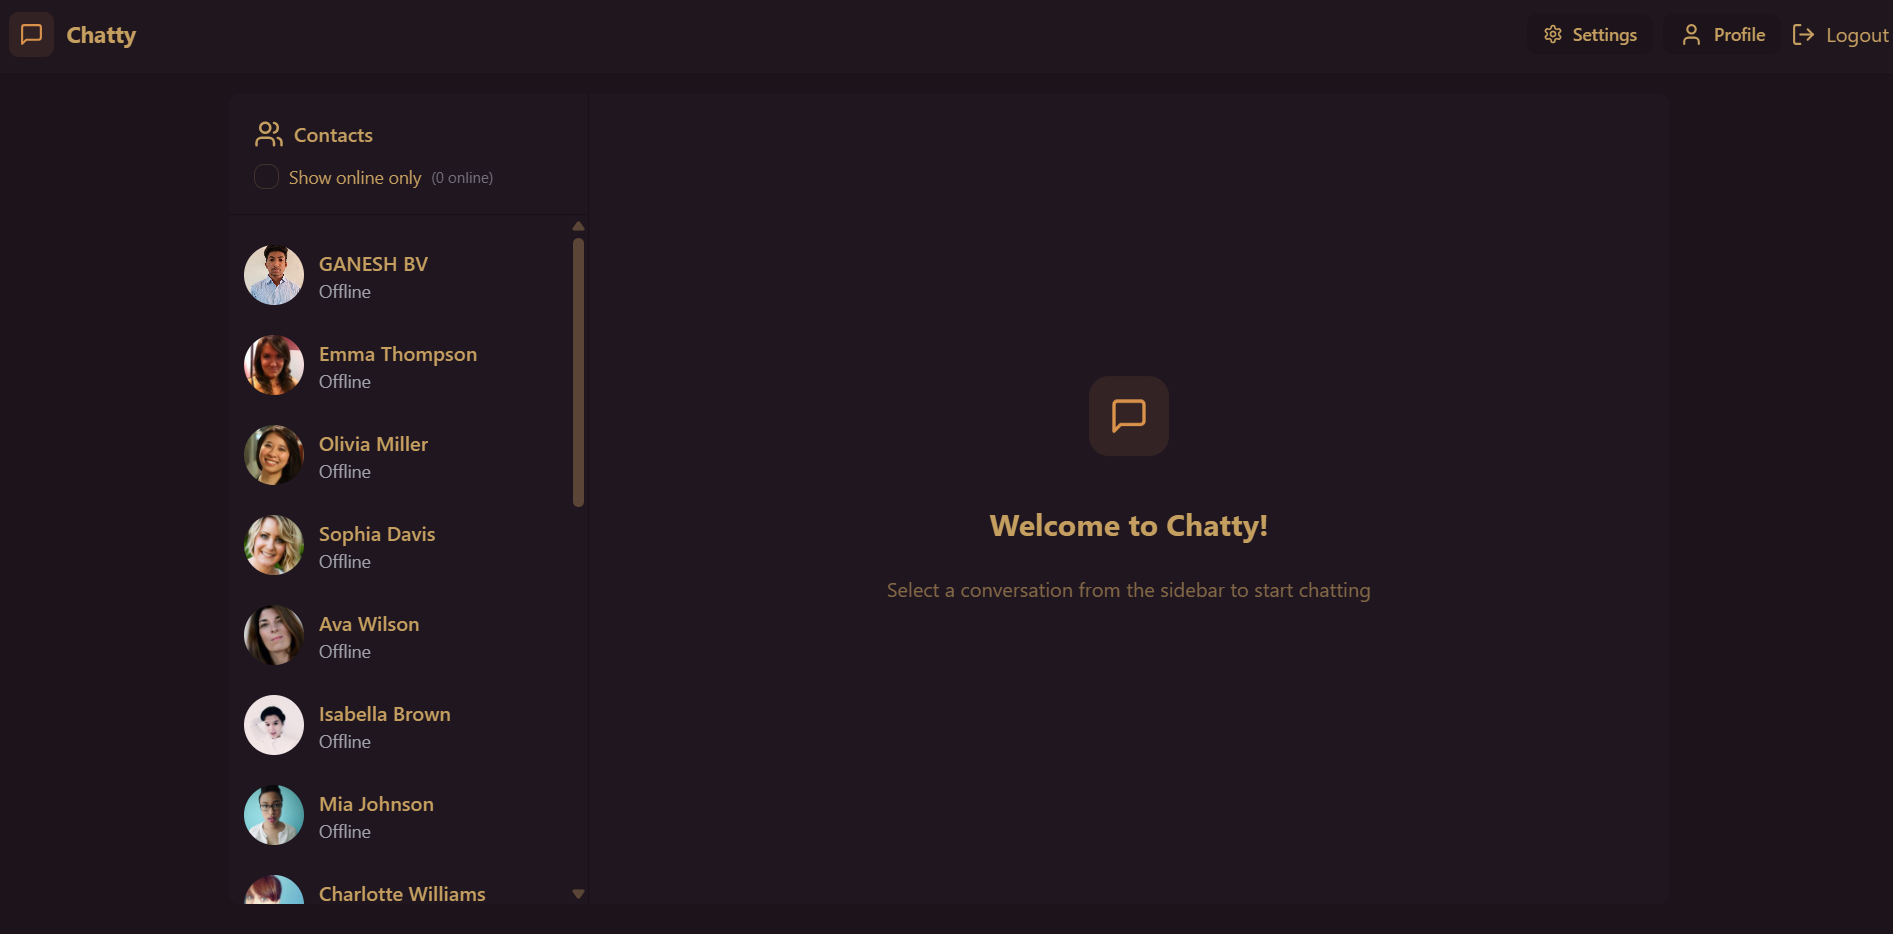 Chatty
Settings
Profile
Logout
Contacts
Show online only (0 online)
GANESH BV
Offline
Emma Thompson
Offline
Olivia Miller
Offline
Sophia Davis
Offline
Ava Wilson
Offline
Isabella Brown
Offline
Mia Johnson
Offline
Charlotte Williams
Welcome to Chatty!
Select a conversation from the sidebar to start chatting